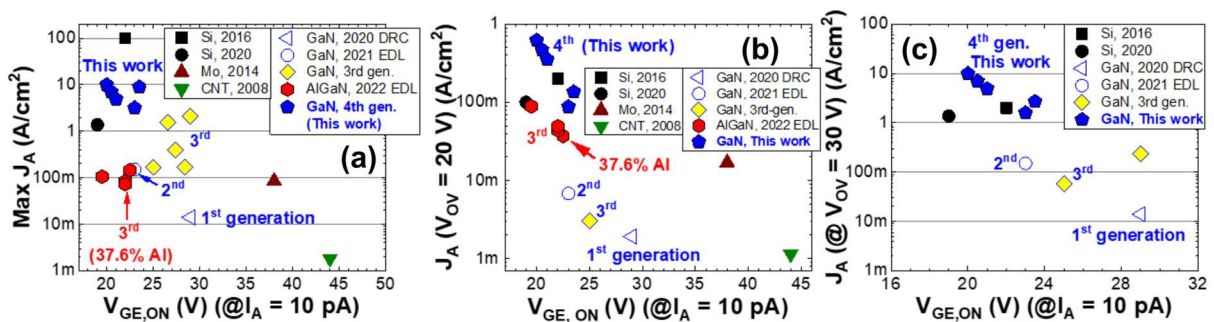 Max J_A (A/cm²)
100
10
1
100m
10m
1m
This work
Si, 2016
Si, 2020
Mo, 2014
CNT, 2008
GaN, 2020 DRC
GaN, 2021 EDL
GaN, 3rd gen.
AlGaN, 2022 EDL
GaN, 4th gen.
(This work)
3rd
(a)
2nd
1st generation
3rd
(37.6% Al)
20 25 30 35 40 45 50
V_GE,ON (V) (@I_A = 10 pA)
J_A (V_OV = 20 V) (A/cm²)
1
100m
10m
1m
4th (This work)
(b)
Si, 2016
Si, 2020
Mo, 2014
CNT, 2008
GaN, 2020 DRC
GaN, 2021 EDL
GaN, 3rd-gen.
AlGaN, 2022 EDL
GaN, This work
3rd
37.6% Al
2nd
3rd
1st generation
20 25 30 35 40 45
V_GE, ON (V) (@I_A = 10 pA)
J_A (@ V_OV = 30 V) (A/cm²)
100
10
1
100m
10m
1m
(c)
4th gen.
This work
Si, 2016
Si, 2020
GaN, 2020 DRC
GaN, 2021 EDL
GaN, 3rd gen.
GaN, This work
2nd
3rd
1st generation
16 20 24 28 32
V_GE,ON (V) (@I_A = 10 pA)